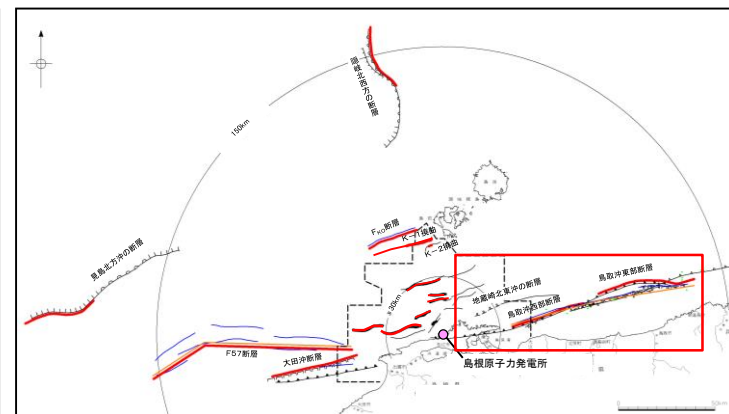 隠岐北西方の断層
150km
見島北方沖の断層
FKO断層
K-1撓曲
K-2撓曲
30km
地蔵崎北東沖の断層
鳥取沖東部断層
鳥取沖西部断層
F57断層
大田沖断層
島根原子力発電所